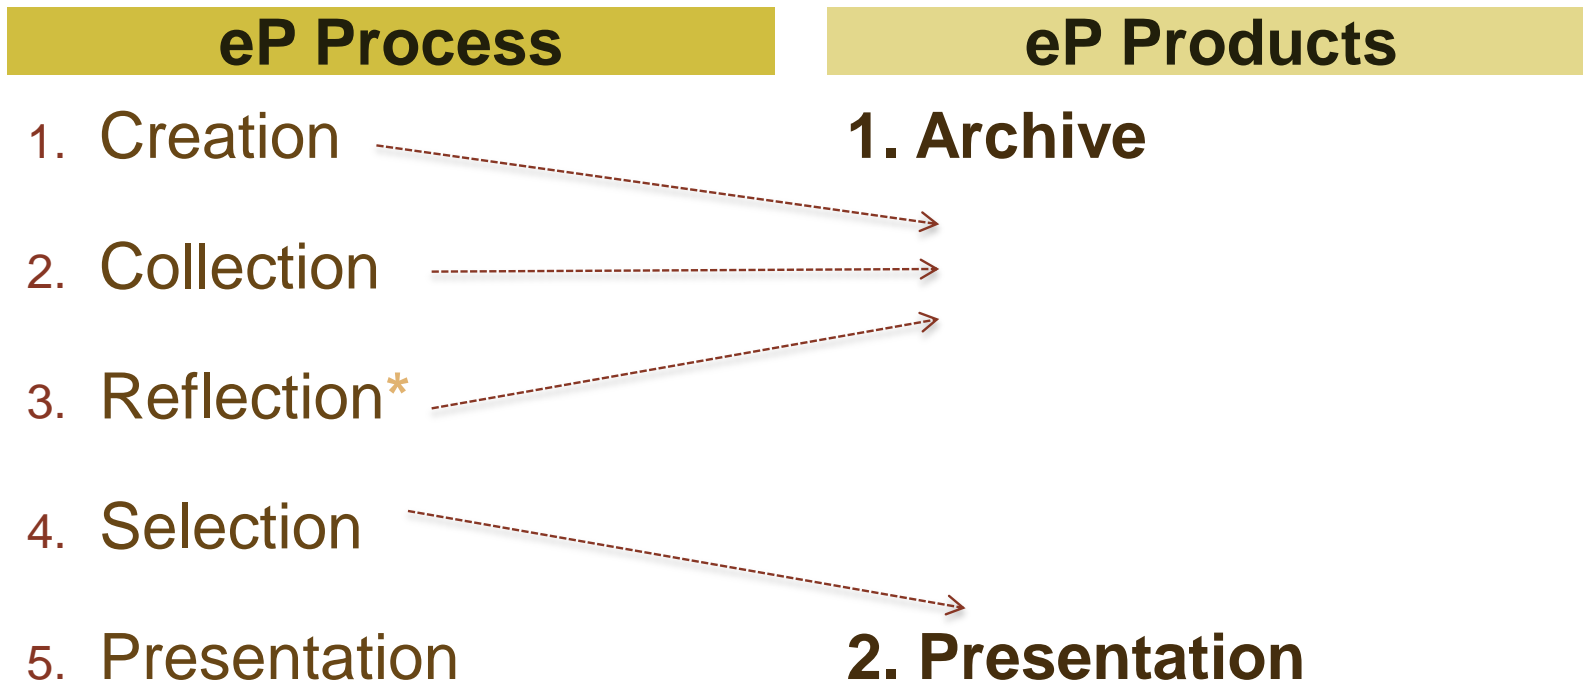 eP Process
1. Creation
2. Collection
3. Reflection*
4. Selection
5. Presentation
eP Products
1. Archive
2. Presentation